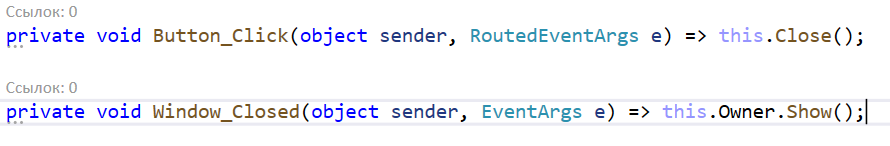 Ссылок: 0
private void Button_Click(object sender, RoutedEventArgs e) => this.Close();
Ссылок: 0
private void Window_Closed(object sender, EventArgs e) => this.Owner.Show();